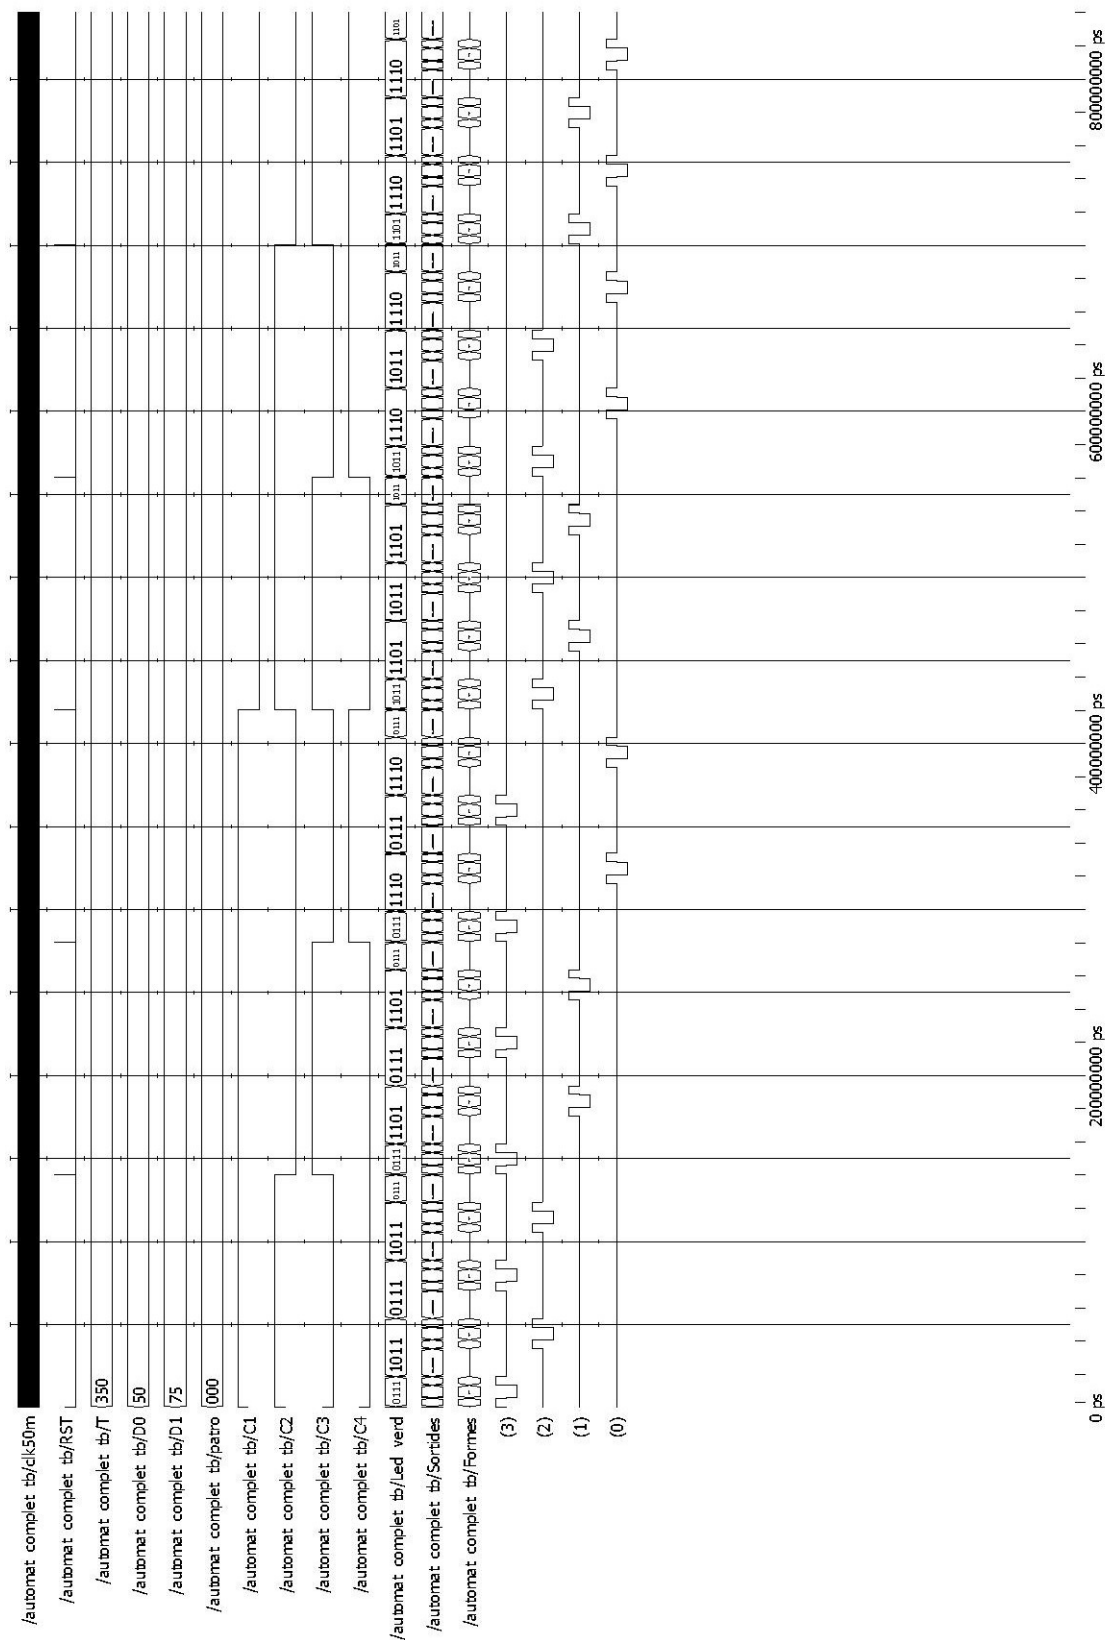 /automat complet tb/clk50m
/automat complet tb/RST
/automat complet tb/T 350
/automat complet tb/D0 50
/automat complet tb/D1 75
/automat complet tb/patro 000
/automat complet tb/C1
/automat complet tb/C2
/automat complet tb/C3
/automat complet tb/C4
/automat complet tb/Led verd 0111 1011 0111 1011 0111 0111 1101 0111 1101 0111 0111 1110 0111 1110 0111 1011 1101 1011 1101 1011 1011 1110 1011 1110 1011 1101 1110 1101 1110 1101
/automat complet tb/Sortides
/automat complet tb/Formes
(3)
(2)
(1)
(0)
0 ps 200000000 ps 400000000 ps 600000000 ps 800000000 ps